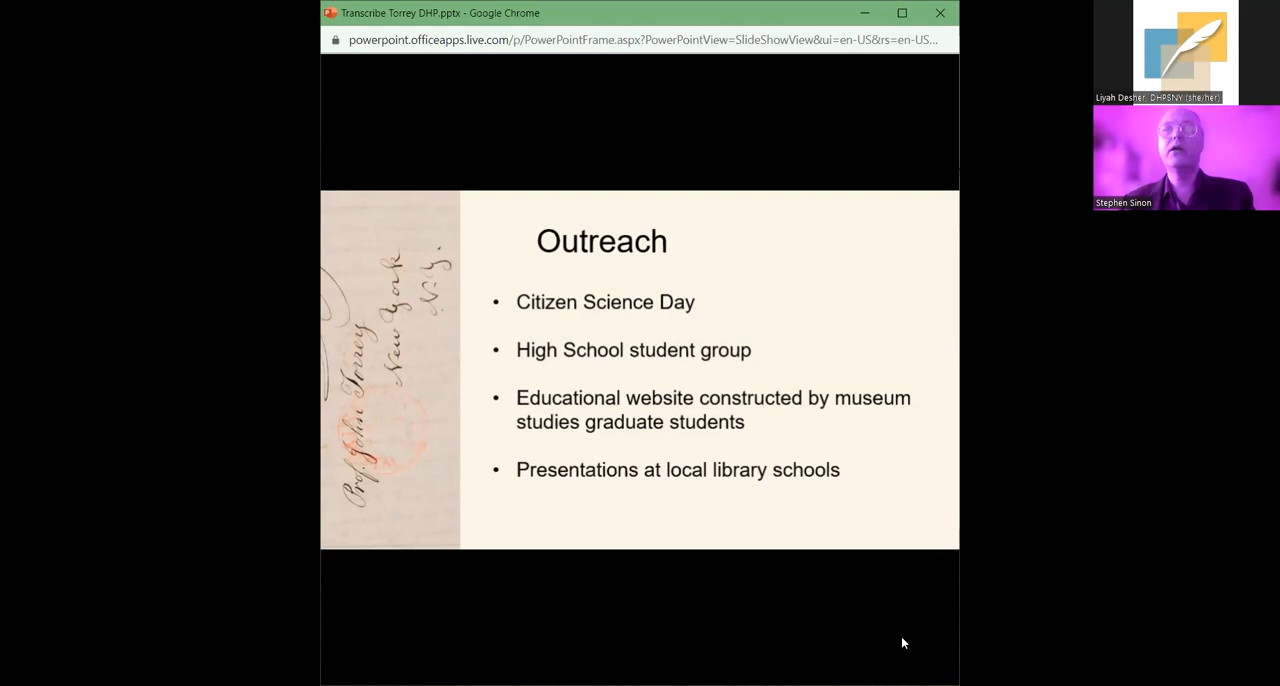 Transcribe Torrey DHP.pptx - Google Chrome
powerpoint.officeapps.live.com/p/PowerPointFrame.aspx?PowerPointView=SlideShowView&ui=en-US&rs=en-US...
Liyah Desher, DHPSNY (she/her)
Stephen Sinon
Prof. John Torrey
New York
N.Y.
Outreach
• Citizen Science Day
• High School student group
• Educational website constructed by museum
studies graduate students
• Presentations at local library schools